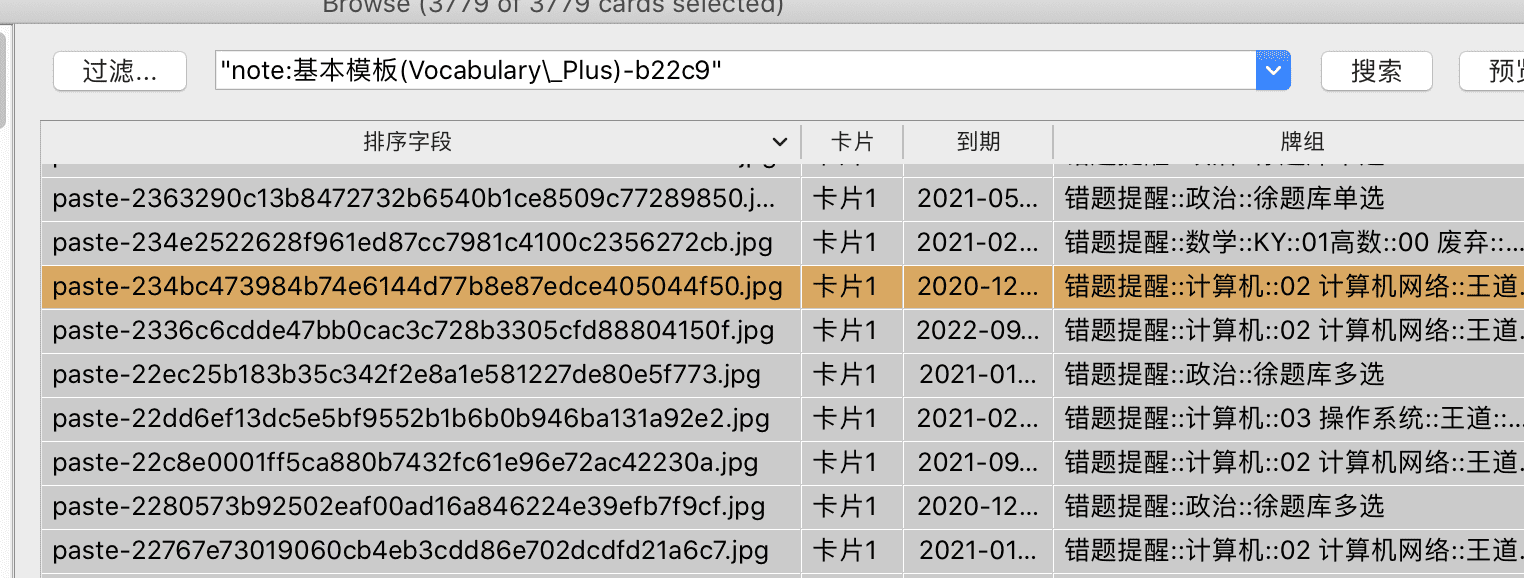 Browse (3779 of 3779 cards selected)
过滤... "note:基本模板(Vocabulary\_Plus)-b22c9" 搜索
排序字段 卡片 到期 牌组
paste-2363290c13b8472732b6540b1ce8509c77289850.j... 卡片1 2021-05... 错题提醒::政治::徐题库单选
paste-234e2522628f961ed87cc7981c4100c2356272cb.jpg 卡片1 2021-02... 错题提醒::数学::KY::01高数::00 废弃::...
paste-234bc473984b74e6144d77b8e87edce405044f50.jpg 卡片1 2020-12... 错题提醒::计算机::02 计算机网络::王道.
paste-2336c6cdde47bb0cac3c728b3305cfd88804150f.jpg 卡片1 2022-09... 错题提醒::计算机::02 计算机网络::王道.
paste-22ec25b183b35c342f2e8a1e581227de80e5f773.jpg 卡片1 2021-01... 错题提醒::政治::徐题库多选
paste-22dd6ef13dc5e5bf9552b1b6b0b946ba131a92e2.jpg 卡片1 2021-02... 错题提醒::计算机::03 操作系统::王道::...
paste-22c8e0001ff5ca880b7432fc61e96e72ac42230a.jpg 卡片1 2021-09... 错题提醒::计算机::02 计算机网络::王道.
paste-2280573b92502eaf00ad16a846224e39efb7f9cf.jpg 卡片1 2020-12... 错题提醒::政治::徐题库多选
paste-22767e73019060cb4eb3cdd86e702dcdfd21a6c7.jpg 卡片1 2021-01... 错题提醒::计算机::02 计算机网络::王道.